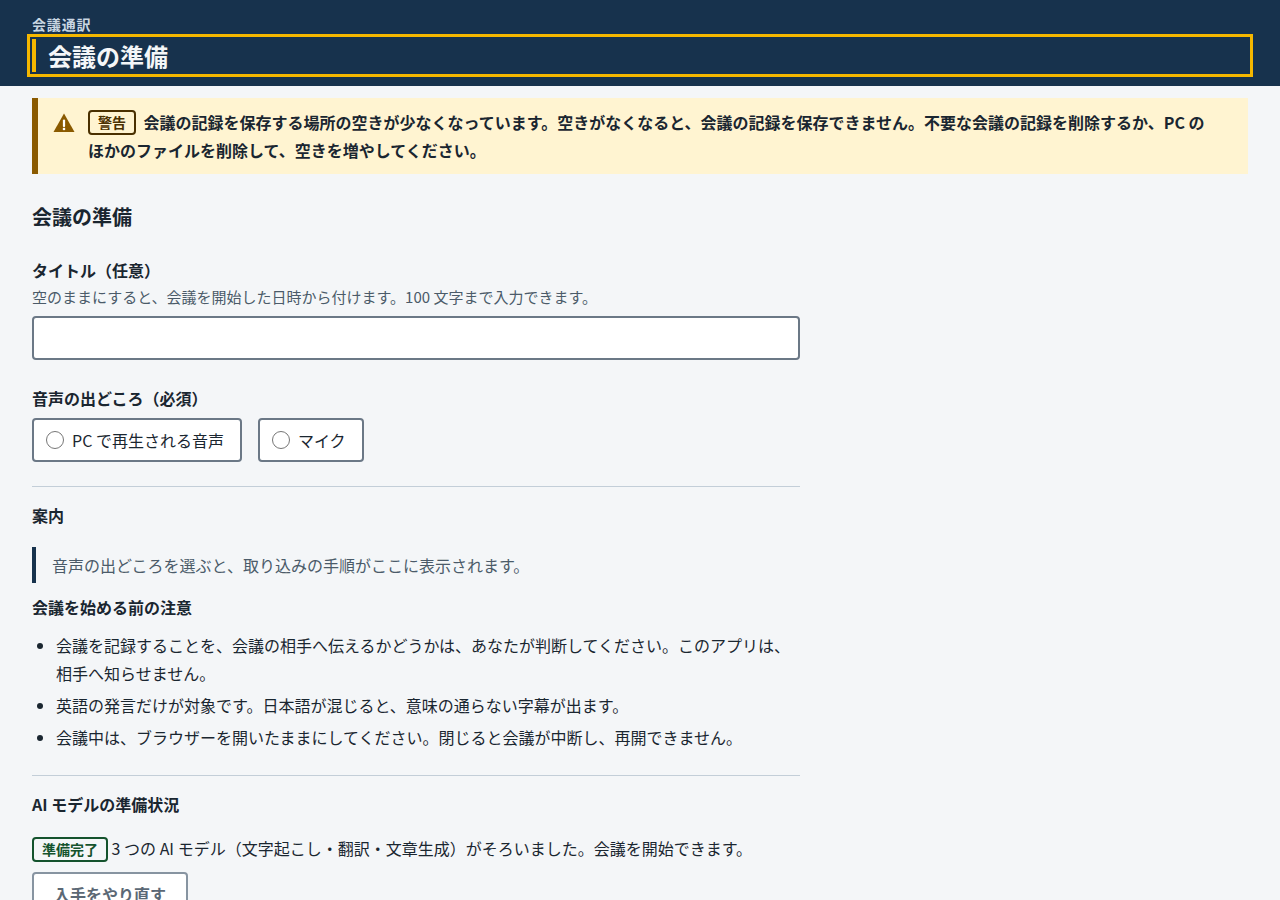 会議通訳
会議の準備
警告 会議の記録を保存する場所の空きが少なくなっています。空きがなくなると、会議の記録を保存できません。不要な会議の記録を削除するか、PC の
ほかのファイルを削除して、空きを増やしてください。
会議の準備
タイトル（任意）
空のままにすると、会議を開始した日時から付けます。100 文字まで入力できます。
音声の出どころ（必須）
PC で再生される音声 マイク
案内
音声の出どころを選ぶと、取り込みの手順がここに表示されます。
会議を始める前の注意
会議を記録することを、会議の相手へ伝えるかどうかは、あなたが判断してください。このアプリは、
相手へ知らせません。
英語の発言だけが対象です。日本語が混じると、意味の通らない字幕が出ます。
会議中は、ブラウザーを開いたままにしてください。閉じると会議が中断し、再開できません。
AI モデルの準備状況
準備完了 3 つの AI モデル（文字起こし・翻訳・文章生成）がそろいました。会議を開始できます。
入手をやり直す